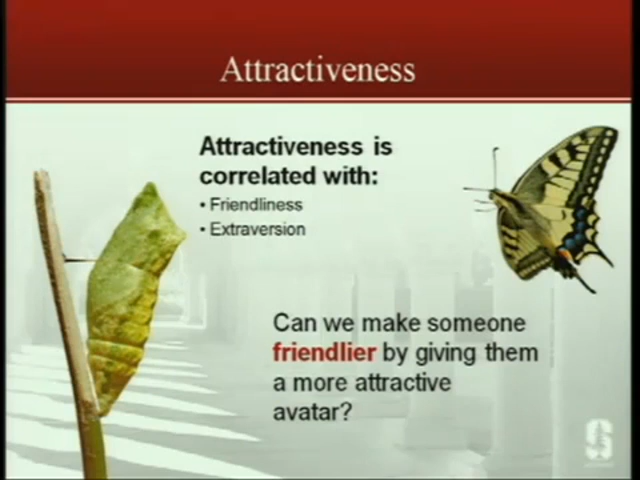 Attractiveness
Attractiveness is
correlated with:
• Friendliness
• Extraversion
Can we make someone
friendlier by giving them
a more attractive
avatar?